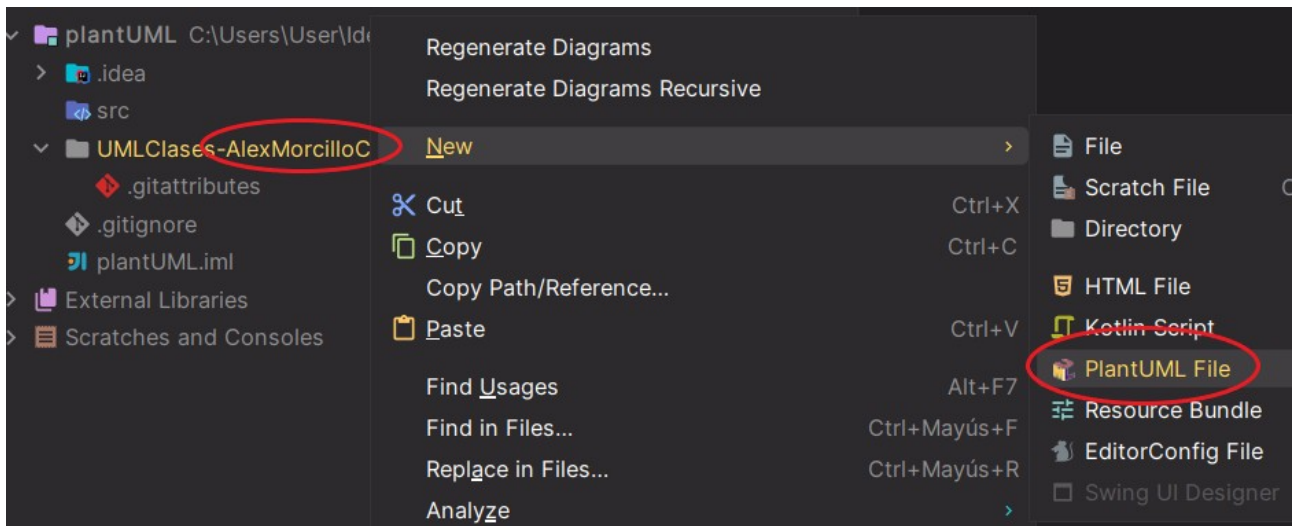 plantUML C:\Users\User\Ide
.idea
src
UMLClases-AlexMorcilloC
.gitattributes
.gitignore
plantUML.iml
External Libraries
Scratches and Consoles
Regenerate Diagrams
Regenerate Diagrams Recursive
New
Cut Ctrl+X
Copy Ctrl+C
Copy Path/Reference...
Paste Ctrl+V
Find Usages Alt+F7
Find in Files... Ctrl+Mayús+F
Replace in Files... Ctrl+Mayús+R
Analyze
File
Scratch File C
Directory
HTML File
Kotlin Script
PlantUML File
Resource Bundle
EditorConfig File
Swing UI Designer